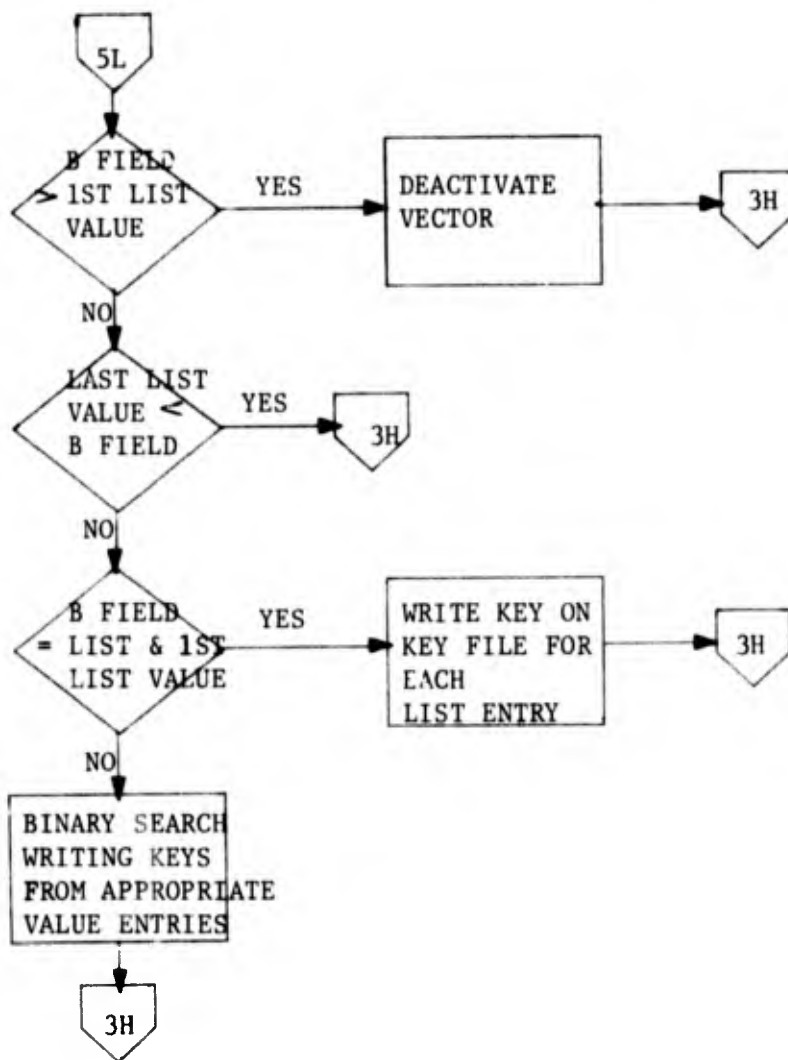 5L
B FIELD
> 1ST LIST
VALUE
YES
DEACTIVATE
VECTOR
3H
NO
LAST LIST
VALUE <
B FIELD
YES
3H
NO
B FIELD
= LIST & 1ST
LIST VALUE
YES
WRITE KEY ON
KEY FILE FOR
EACH
LIST ENTRY
3H
NO
BINARY SEARCH
WRITING KEYS
FROM APPROPRIATE
VALUE ENTRIES
3H